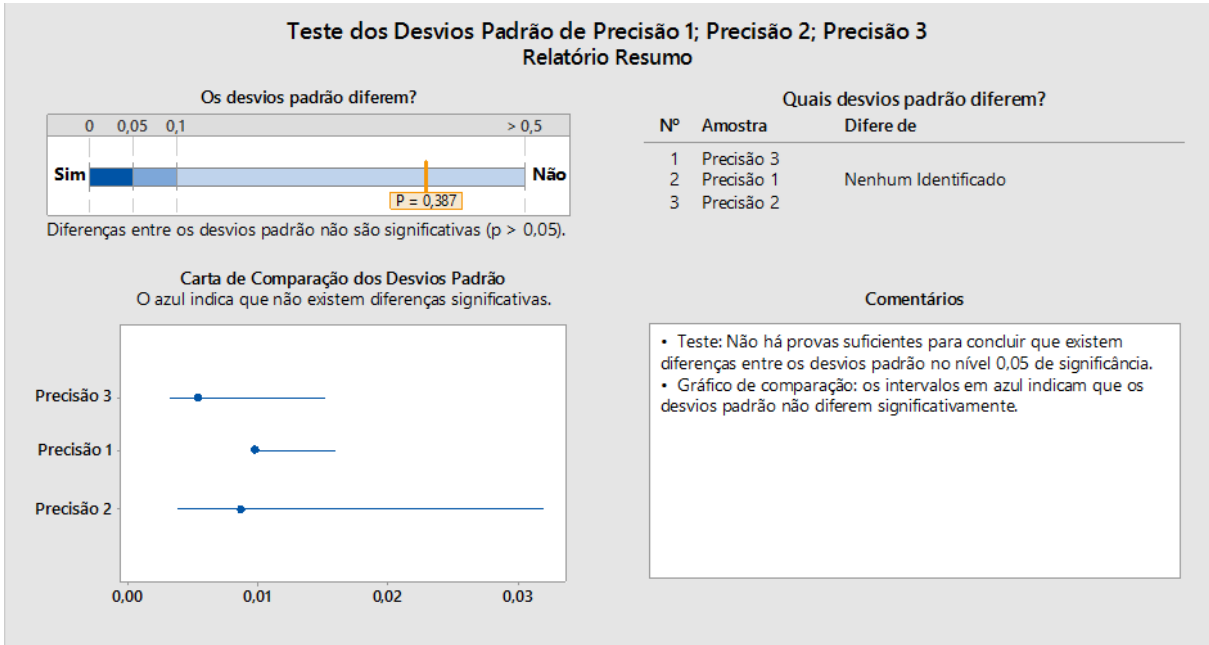 Teste dos Desvios Padrão de Precisão 1; Precisão 2; Precisão 3
Relatório Resumo
Os desvios padrão diferem?
0 0,05 0,1 > 0,5
Sim Não
P = 0,387
Diferenças entre os desvios padrão não são significativas (p > 0,05).
Quais desvios padrão diferem?
Nº Amostra Difere de
1 Precisão 3
2 Precisão 1 Nenhum Identificado
3 Precisão 2
Carta de Comparação dos Desvios Padrão
O azul indica que não existem diferenças significativas.
Precisão 3
Precisão 1
Precisão 2
0,00 0,01 0,02 0,03
Comentários
• Teste: Não há provas suficientes para concluir que existem
diferenças entre os desvios padrão no nível 0,05 de significância.
• Gráfico de comparação: os intervalos em azul indicam que os
desvios padrão não diferem significativamente.